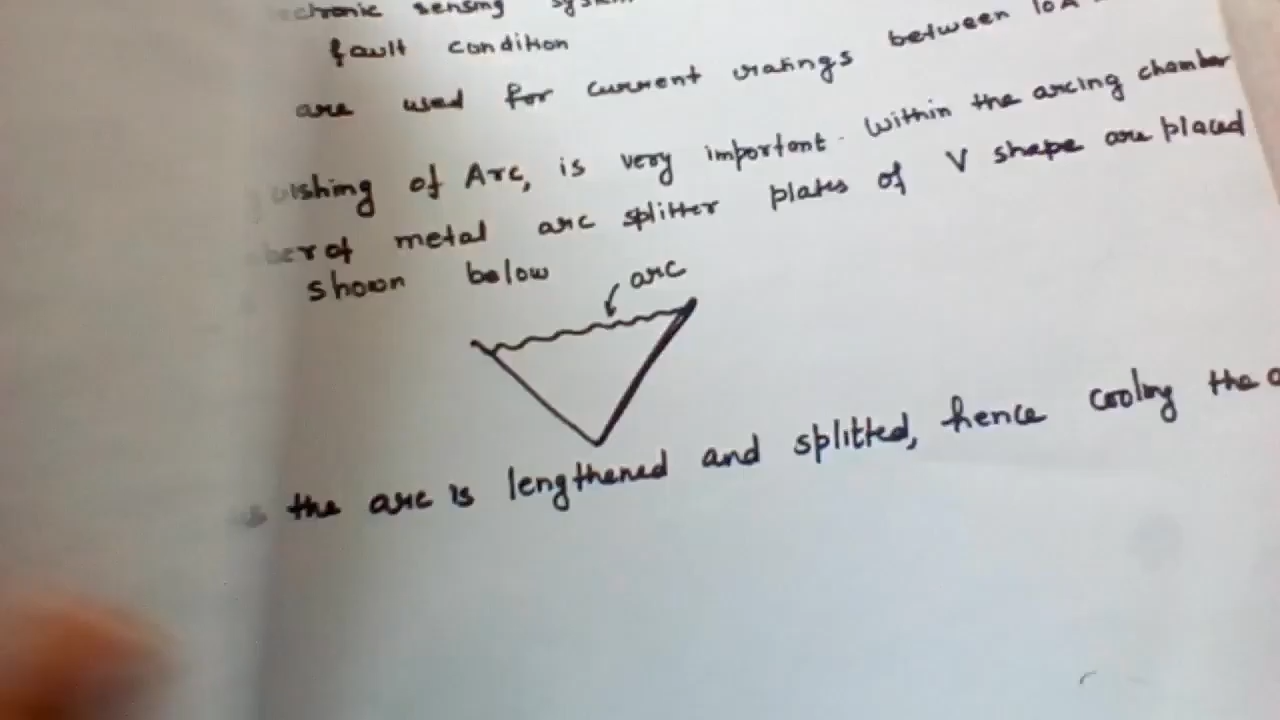 sensing
fault condition
are used for current ratings between 10A
of Arc, is very important. Within the arcing chamber
of metal arc splitter plates of V shape are placed
shown below
arc
the arc is lengthened and splitted, hence cooling the